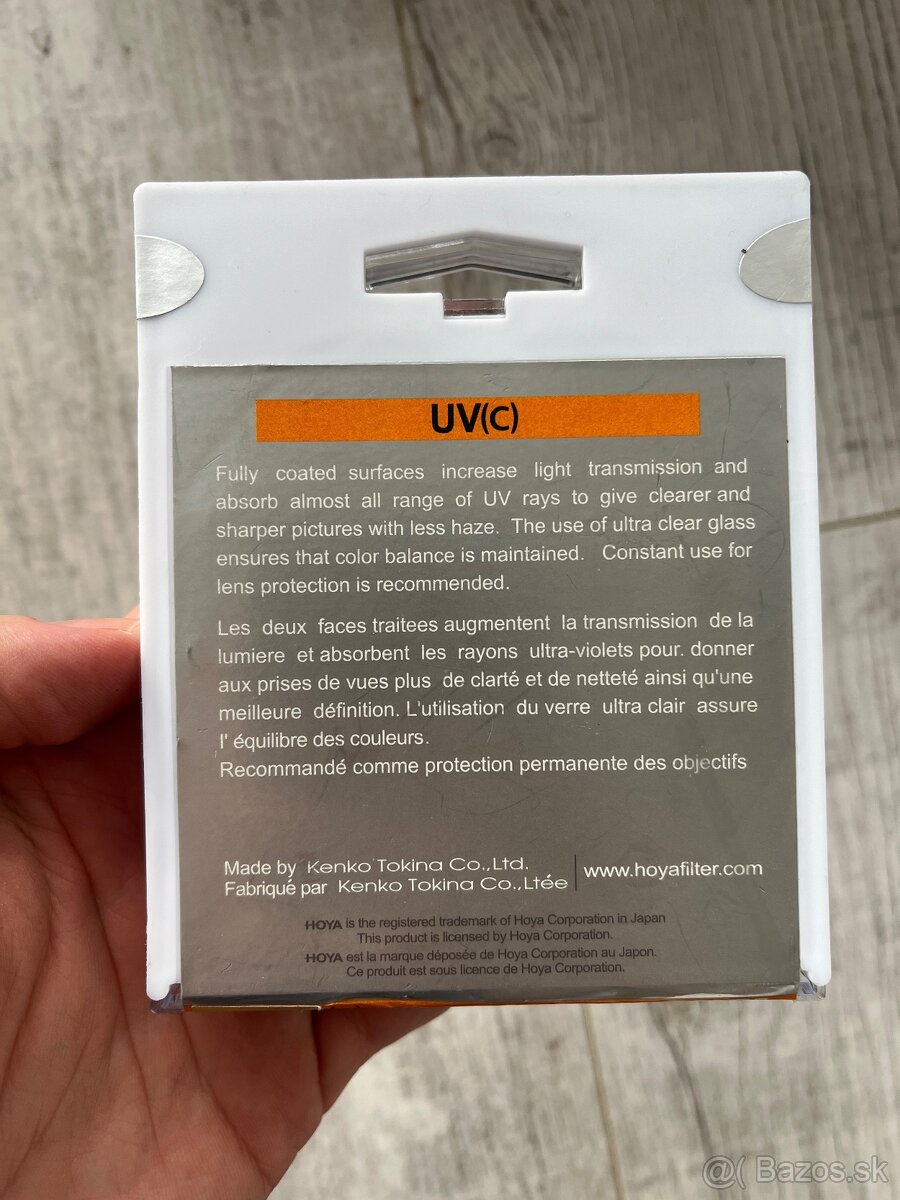 UV(C)
Fully coated surfaces increase light transmission and
absorb almost all range of UV rays to give clearer and
sharper pictures with less haze. The use of ultra clear glass
ensures that color balance is maintained. Constant use for
lens protection is recommended.
Les deux faces traitees augmentent la transmission de la
lumiere et absorbent les rayons ultra-violets pour. donner
aux prises de vues plus de clarté et de netteté ainsi qu'une
meilleure définition. L'utilisation du verre ultra clair assure
l' équilibre des couleurs.
Recommandé comme protection permanente des objectifs
Made by Kenko Tokina Co.,Ltd.
Fabriqué par Kenko Tokina Co.,Ltée
www.hoyafilter.com
HOYA is the registered trademark of Hoya Corporation in Japan
This product is licensed by Hoya Corporation.
HOYA est la marque déposée de Hoya Corporation au Japon.
Ce produit est sous licence de Hoya Corporation.
@( Bazos.sk